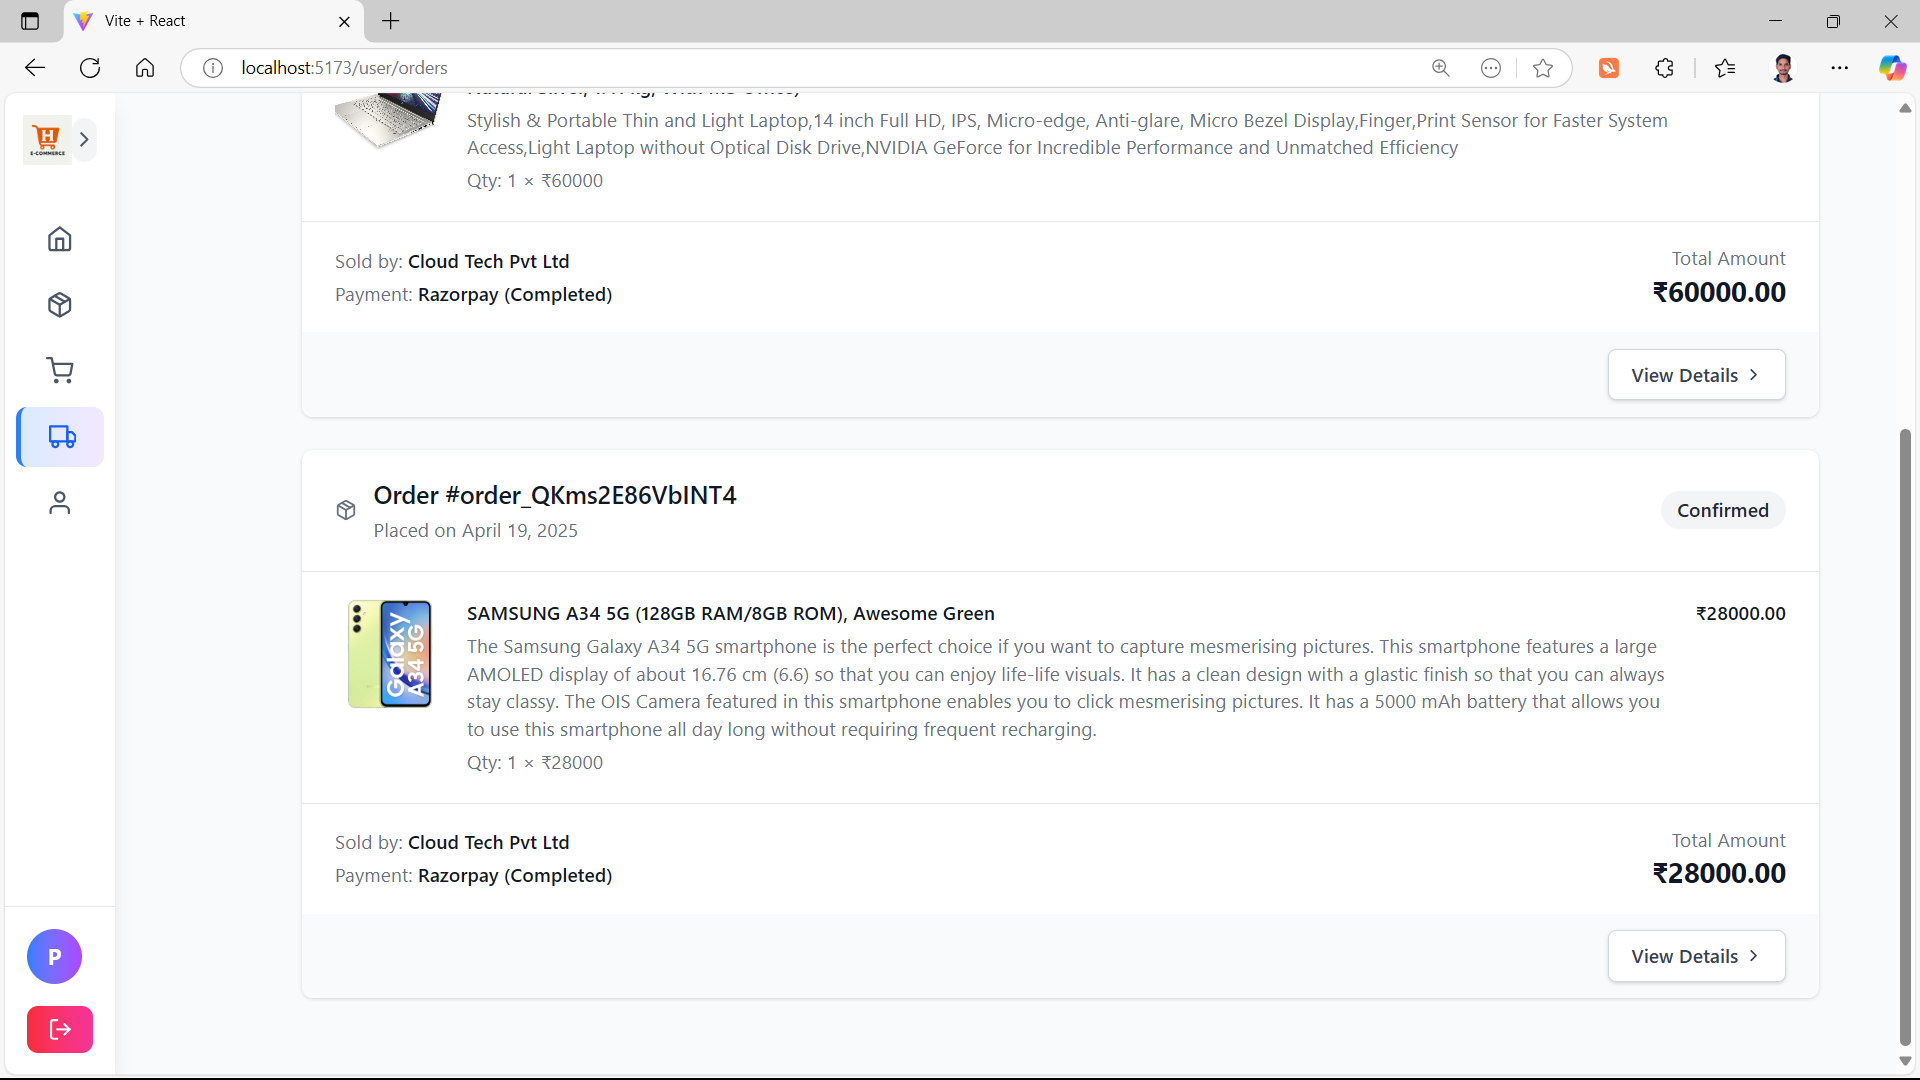 Vite + React
localhost:5173/user/orders
H
E-COMMERCE
Stylish & Portable Thin and Light Laptop,14 inch Full HD, IPS, Micro-edge, Anti-glare, Micro Bezel Display,Finger,Print Sensor for Faster System
Access,Light Laptop without Optical Disk Drive,NVIDIA GeForce for Incredible Performance and Unmatched Efficiency
Qty: 1 × ₹60000
Sold by: Cloud Tech Pvt Ltd
Payment: Razorpay (Completed)
Total Amount
₹60000.00
View Details
Order #order_QKms2E86VbINT4
Placed on April 19, 2025
Confirmed
Galaxy
A34 5G
SAMSUNG A34 5G (128GB RAM/8GB ROM), Awesome Green
₹28000.00
The Samsung Galaxy A34 5G smartphone is the perfect choice if you want to capture mesmerising pictures. This smartphone features a large
AMOLED display of about 16.76 cm (6.6) so that you can enjoy life-life visuals. It has a clean design with a glastic finish so that you can always
stay classy. The OIS Camera featured in this smartphone enables you to click mesmerising pictures. It has a 5000 mAh battery that allows you
to use this smartphone all day long without requiring frequent recharging.
Qty: 1 × ₹28000
Sold by: Cloud Tech Pvt Ltd
Payment: Razorpay (Completed)
Total Amount
₹28000.00
View Details
P